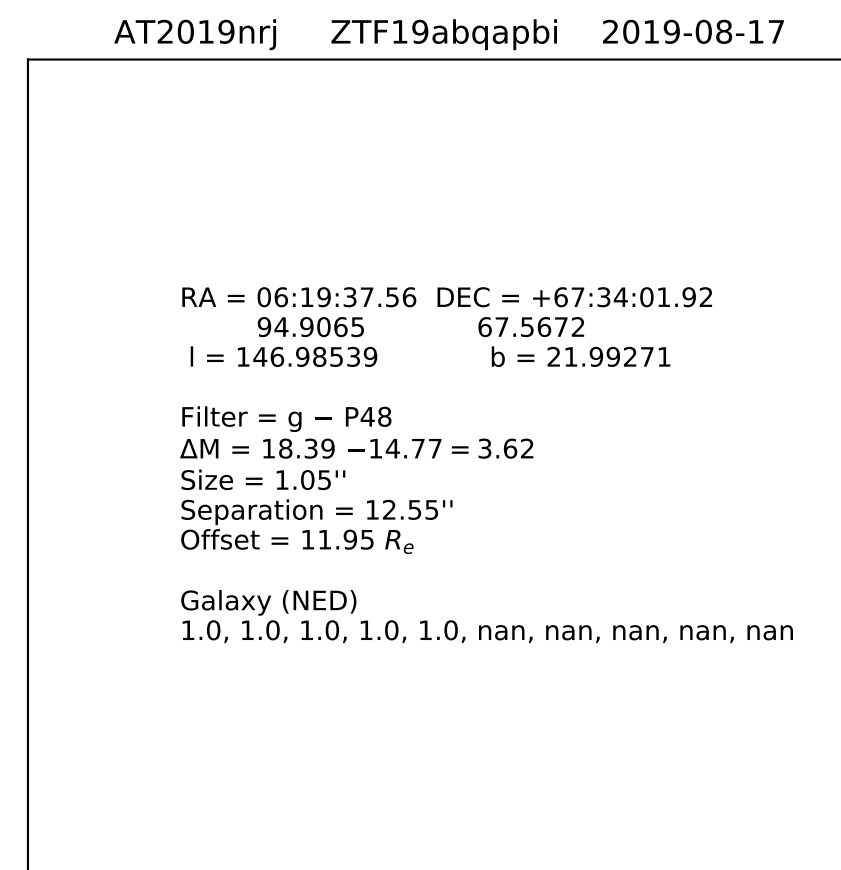 AT2019nrj ZTF19abqapbi 2019-08-17
RA = 06:19:37.56 DEC = +67:34:01.92
94.9065 67.5672
l = 146.98539 b = 21.99271
Filter = g − P48
ΔM = 18.39 −14.77 = 3.62
Size = 1.05''
Separation = 12.55''
Offset = 11.95 Re
Galaxy (NED)
1.0, 1.0, 1.0, 1.0, 1.0, nan, nan, nan, nan, nan